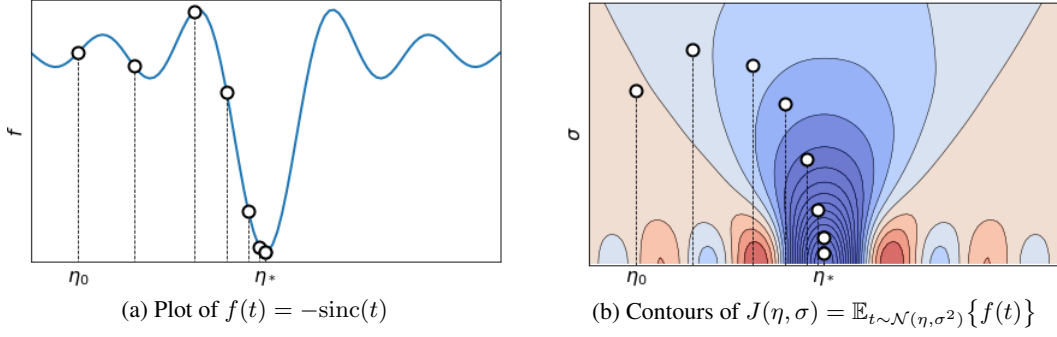 f
η₀
η*
(a) Plot of f(t) = −sinc(t)
σ
η₀
η*
(b) Contours of J(η, σ) = 𝔼ₜ∼𝒩(η,σ²){f(t)}